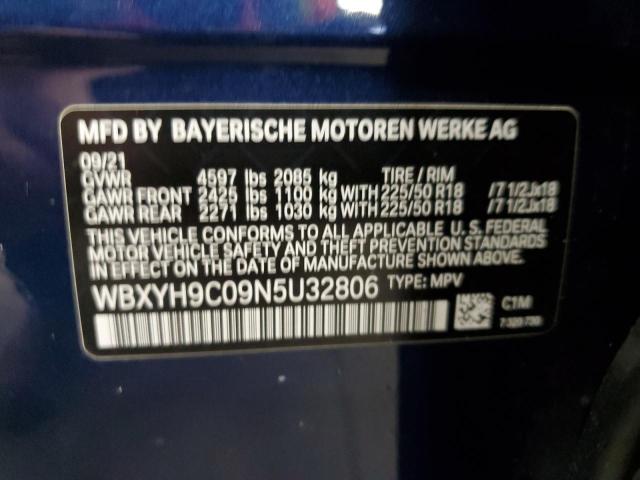 MFD BY BAYERISCHE MOTOREN WERKE AG
09/21
GVWR 4597 lbs 2085 kg TIRE / RIM
GAWR FRONT 2425 lbs 1100 kg WITH 225/50 R18 /7 1/2Jx18
GAWR REAR 2271 lbs 1030 kg WITH 225/50 R18 /7 1/2Jx18
THIS VEHICLE CONFORMS TO ALL APPLICABLE U. S. FEDERAL
MOTOR VEHICLE SAFETY AND THEFT PREVENTION STANDARDS
IN EFFECT ON THE DATE OF MANUFACTURE SHOWN ABOVE.
WBXYH9C09N5U32806 TYPE: MPV
C1M